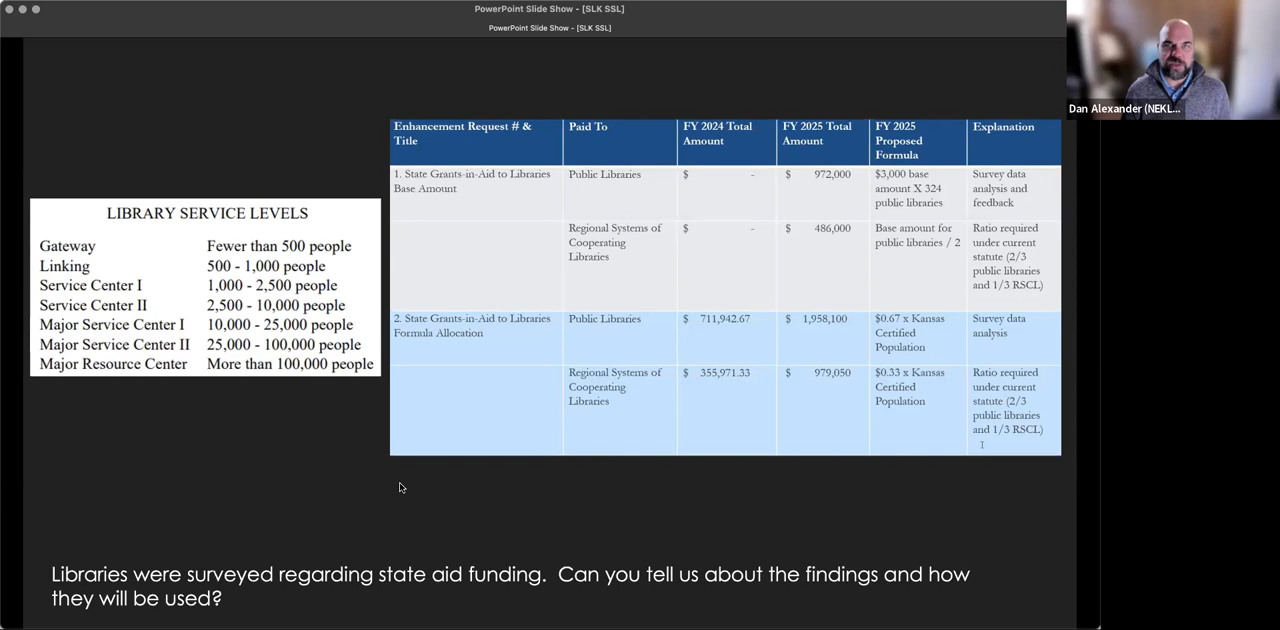 PowerPoint Slide Show - [SLK SSL]
PowerPoint Slide Show - [SLK SSL]
Dan Alexander (NEKL...
LIBRARY SERVICE LEVELS
Gateway Fewer than 500 people
Linking 500 - 1,000 people
Service Center I 1,000 - 2,500 people
Service Center II 2,500 - 10,000 people
Major Service Center I 10,000 - 25,000 people
Major Service Center II 25,000 - 100,000 people
Major Resource Center More than 100,000 people
Enhancement Request # &
Title
Paid To
FY 2024 Total
Amount
FY 2025 Total
Amount
FY 2025
Proposed
Formula
Explanation
1. State Grants-in-Aid to Libraries
Base Amount
Public Libraries
$ -
$ 972,000
$3,000 base
amount X 324
public libraries
Survey data
analysis and
feedback
Regional Systems of
Cooperating
Libraries
$ -
$ 486,000
Base amount for
public libraries / 2
Ratio required
under current
statute (2/3
public libraries
and 1/3 RSCL)
2. State Grants-in-Aid to Libraries
Formula Allocation
Public Libraries
$ 711,942.67
$ 1,958,100
$0.67 x Kansas
Certified
Population
Survey data
analysis
Regional Systems of
Cooperating
Libraries
$ 355,971.33
$ 979,050
$0.33 x Kansas
Certified
Population
Ratio required
under current
statute (2/3
public libraries
and 1/3 RSCL)
Libraries were surveyed regarding state aid funding. Can you tell us about the findings and how
they will be used?